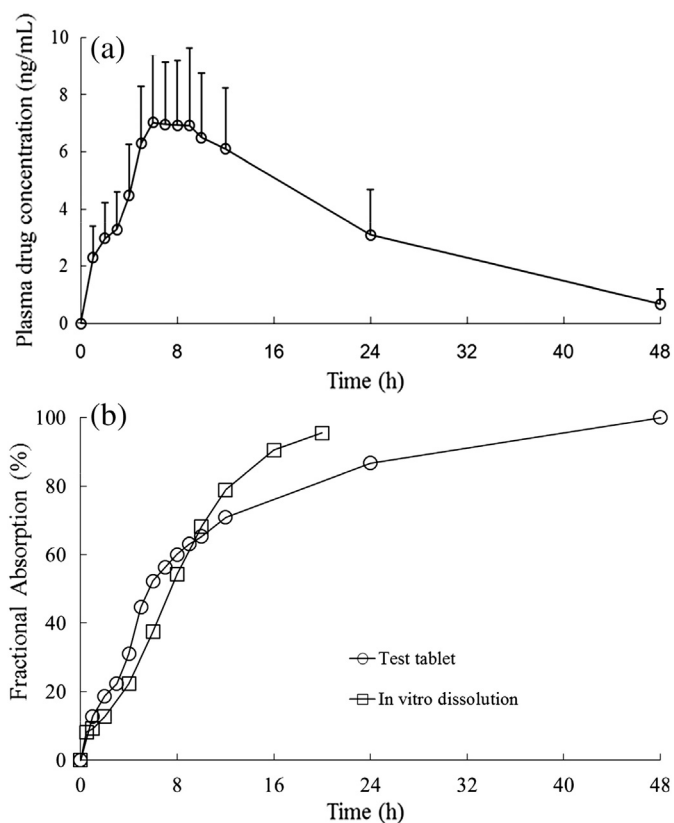 (a)
Plasma drug concentration (ng/mL)
10
8
6
4
2
0
0 8 16 24 32 40 48
Time (h)
(b)
Fractional Absorption (%)
100
80
60
40
20
0
Test tablet
In vitro dissolution
0 8 16 24 32 40 48
Time (h)